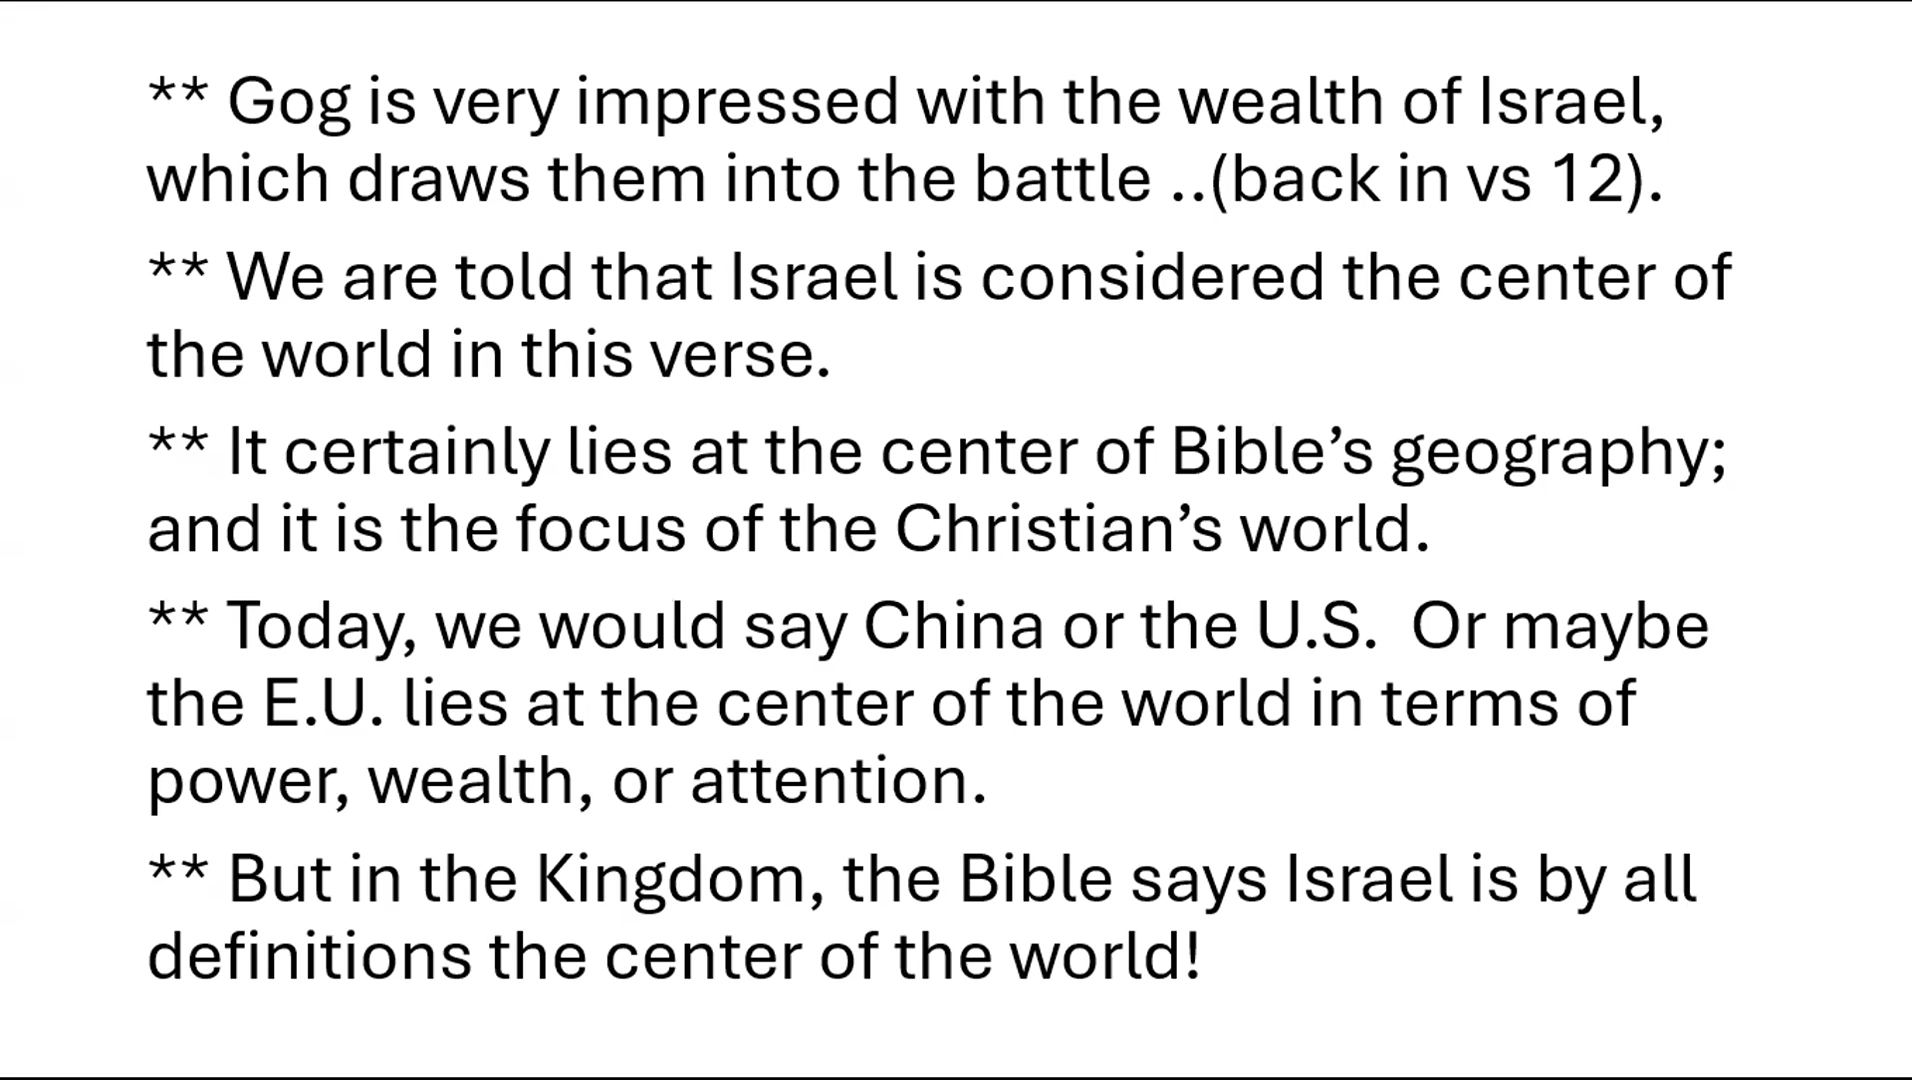 ** Gog is very impressed with the wealth of Israel,
which draws them into the battle ..(back in vs 12).
** We are told that Israel is considered the center of
the world in this verse.
** It certainly lies at the center of Bible’s geography;
and it is the focus of the Christian’s world.
** Today, we would say China or the U.S.  Or maybe
the E.U. lies at the center of the world in terms of
power, wealth, or attention.
** But in the Kingdom, the Bible says Israel is by all
definitions the center of the world!